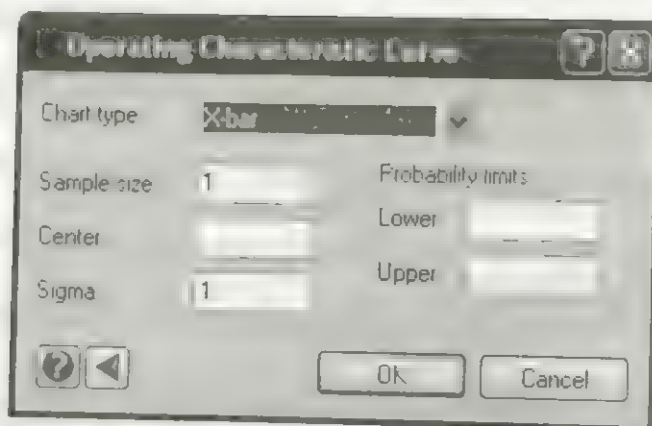 Operating Characteristic Curve
Chart type X-bar
Sample size 1
Probability limits
Center
Lower
Sigma 1
Upper
OK
Cancel